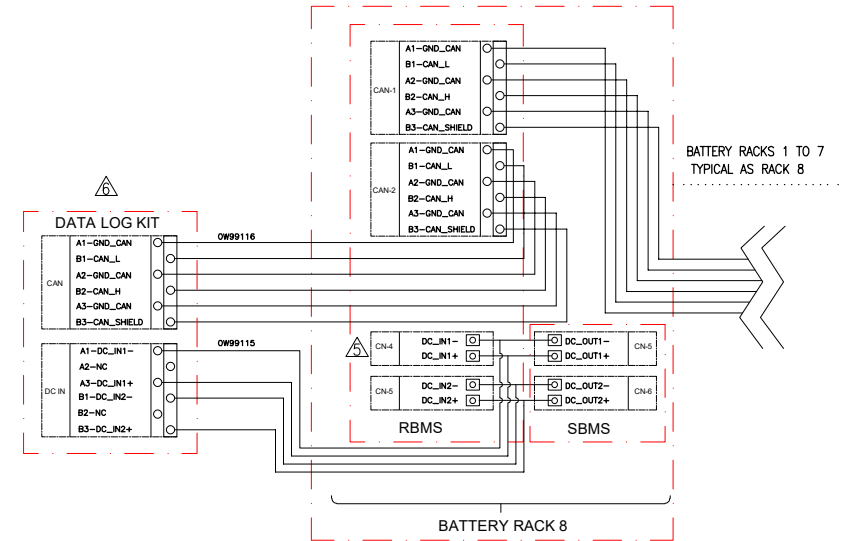 A1-GND_CAN
B1-CAN_L
A2-GND_CAN
CAN-1
B2-CAN_H
A3-GND_CAN
B3-CAN_SHIELD
A1-GND_CAN
B1-CAN_L
A2-GND_CAN
CAN-2
B2-CAN_H
A3-GND_CAN
B3-CAN_SHIELD
BATTERY RACKS 1 TO 7
TYPICAL AS RACK 8
6
DATA LOG KIT
A1-GND_CAN
0W99116
B1-CAN_L
A2-GND_CAN
CAN
B2-CAN_H
A3-GND_CAN
B3-CAN_SHIELD
A1-DC_IN1-
0W99115
A2-NC
A3-DC_IN1+
DC IN
B1-DC_IN2-
B2-NC
B3-DC_IN2+
5
CN-4
DC_IN1-
DC_IN1+
DC_OUT1-
DC_OUT1+
CN-5
CN-5
DC_IN2-
DC_IN2+
DC_OUT2-
DC_OUT2+
CN-6
RBMS
SBMS
BATTERY RACK 8